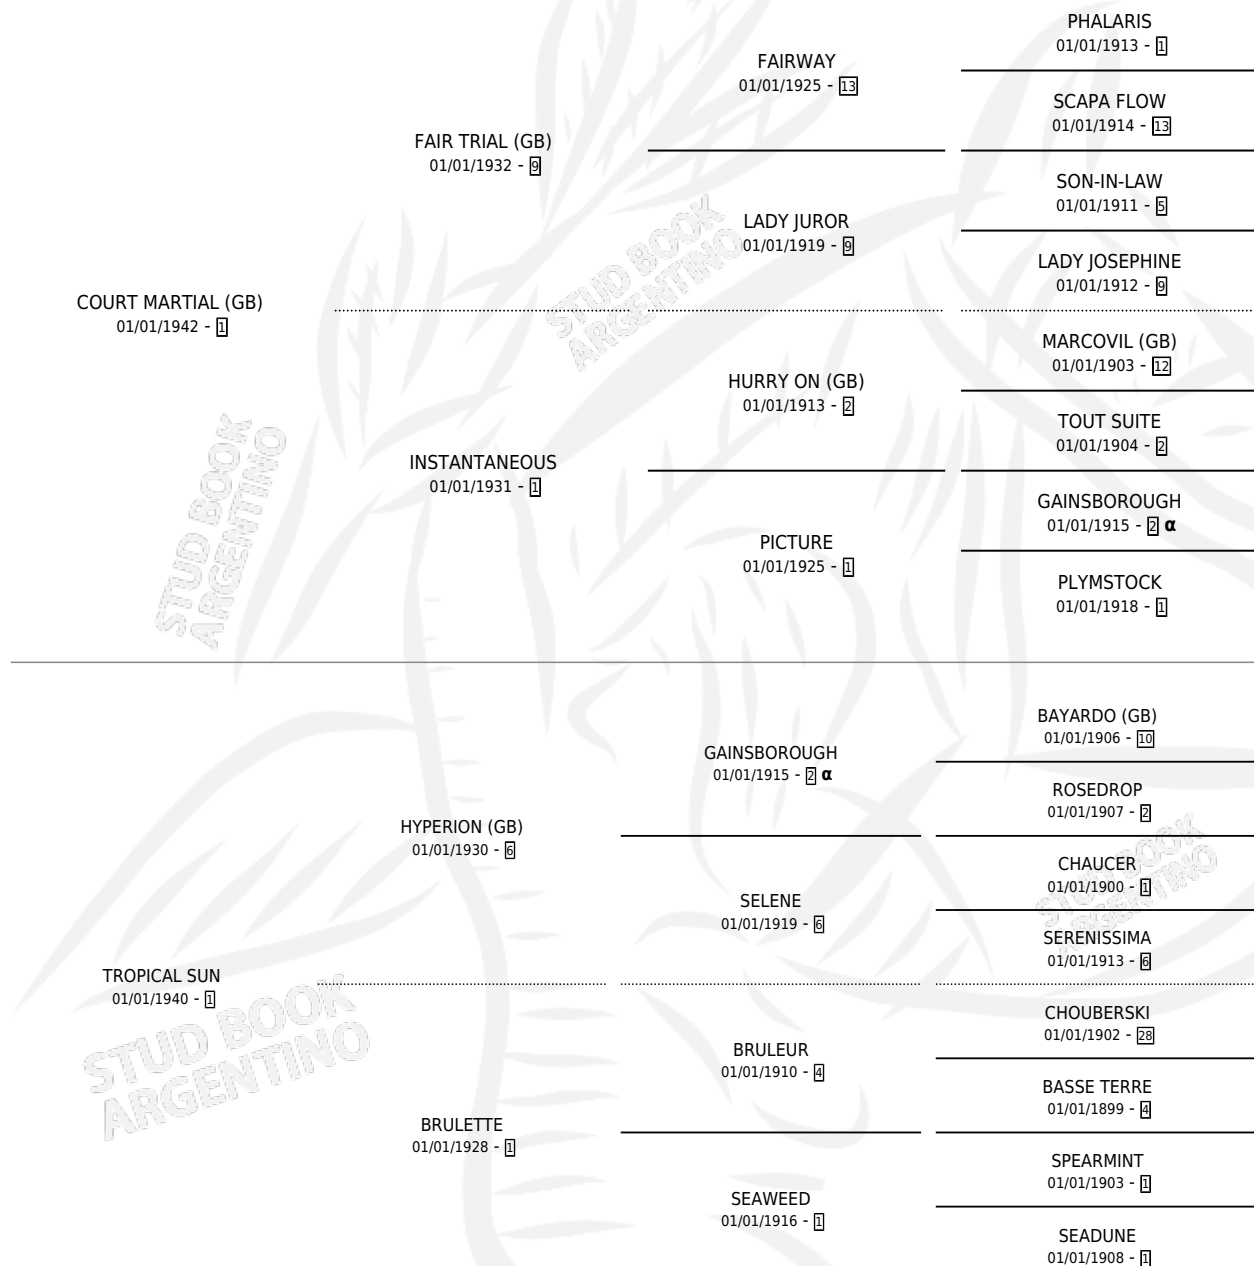 PHALARIS
01/01/1913 - 1
FAIRWAY
01/01/1925 - 13
SCAPA FLOW
01/01/1914 - 13
FAIR TRIAL (GB)
01/01/1932 - 9
SON-IN-LAW
01/01/1911 - 5
LADY JUROR
01/01/1919 - 9
LADY JOSEPHINE
01/01/1912 - 9
COURT MARTIAL (GB)
01/01/1942 - 1
MARCOVIL (GB)
01/01/1903 - 12
HURRY ON (GB)
01/01/1913 - 2
TOUT SUITE
01/01/1904 - 2
INSTANTANEOUS
01/01/1931 - 1
GAINSBOROUGH
01/01/1915 - 2 α
PICTURE
01/01/1925 - 1
PLYMSTOCK
01/01/1918 - 1
BAYARDO (GB)
01/01/1906 - 10
GAINSBOROUGH
01/01/1915 - 2 α
ROSEDROP
01/01/1907 - 2
HYPERION (GB)
01/01/1930 - 6
CHAUCER
01/01/1900 - 1
SELENE
01/01/1919 - 6
SERENISSIMA
01/01/1913 - 6
TROPICAL SUN
01/01/1940 - 1
CHOUBERSKI
01/01/1902 - 28
BRULEUR
01/01/1910 - 4
BASSE TERRE
01/01/1899 - 4
BRULETTE
01/01/1928 - 1
SPEARMINT
01/01/1903 - 1
SEAWEED
01/01/1916 - 1
SEADUNE
01/01/1908 - 1
STUD BOOK
ARGENTINO
STUD BOOK
ARGENTINO
STUD BOOK
ARGENTINO
STUD BOOK
ARGENTINO